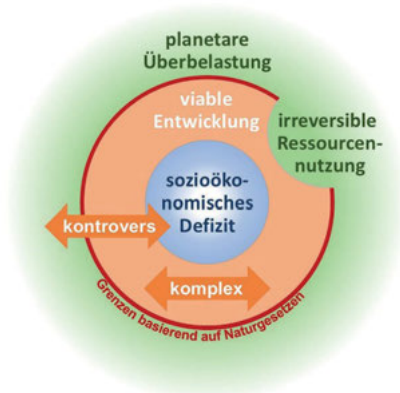 planetare
Überbelastung
viable
Entwicklung
irreversible
Ressourcen-
nutzung
sozioöko-
nomisches
Defizit
kontrovers
komplex
Grenzen basierend auf Naturgesetzen